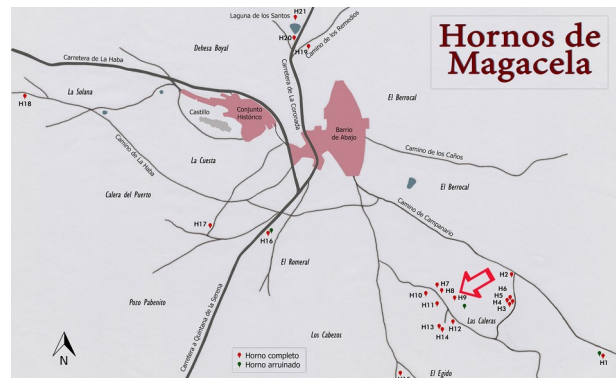 Hornos de
Magacela
H21
Laguna de los Santos
H20
H19
Camino de los Remedios
Dehesa Boyal
Carretera de La Haba
Carretera de La Coronada
H18
La Solana
Castillo
Conjunto
Histórico
Barrio
de Abajo
El Berrocal
Camino de los Caños
La Cuesta
Camino de La Haba
Calera del Puerto
El Berrocal
Camino de Campanario
H17
H16
El Romeral
Pozo Pabenito
Carretera a Quintana de la Serena
H2
H7
H8
H6
H9
H5
H10
H4
H11
H3
Las Caleras
H12
H13
H14
Los Cabezos
N
Horno completo
Horno arruinado
H1
El Egido